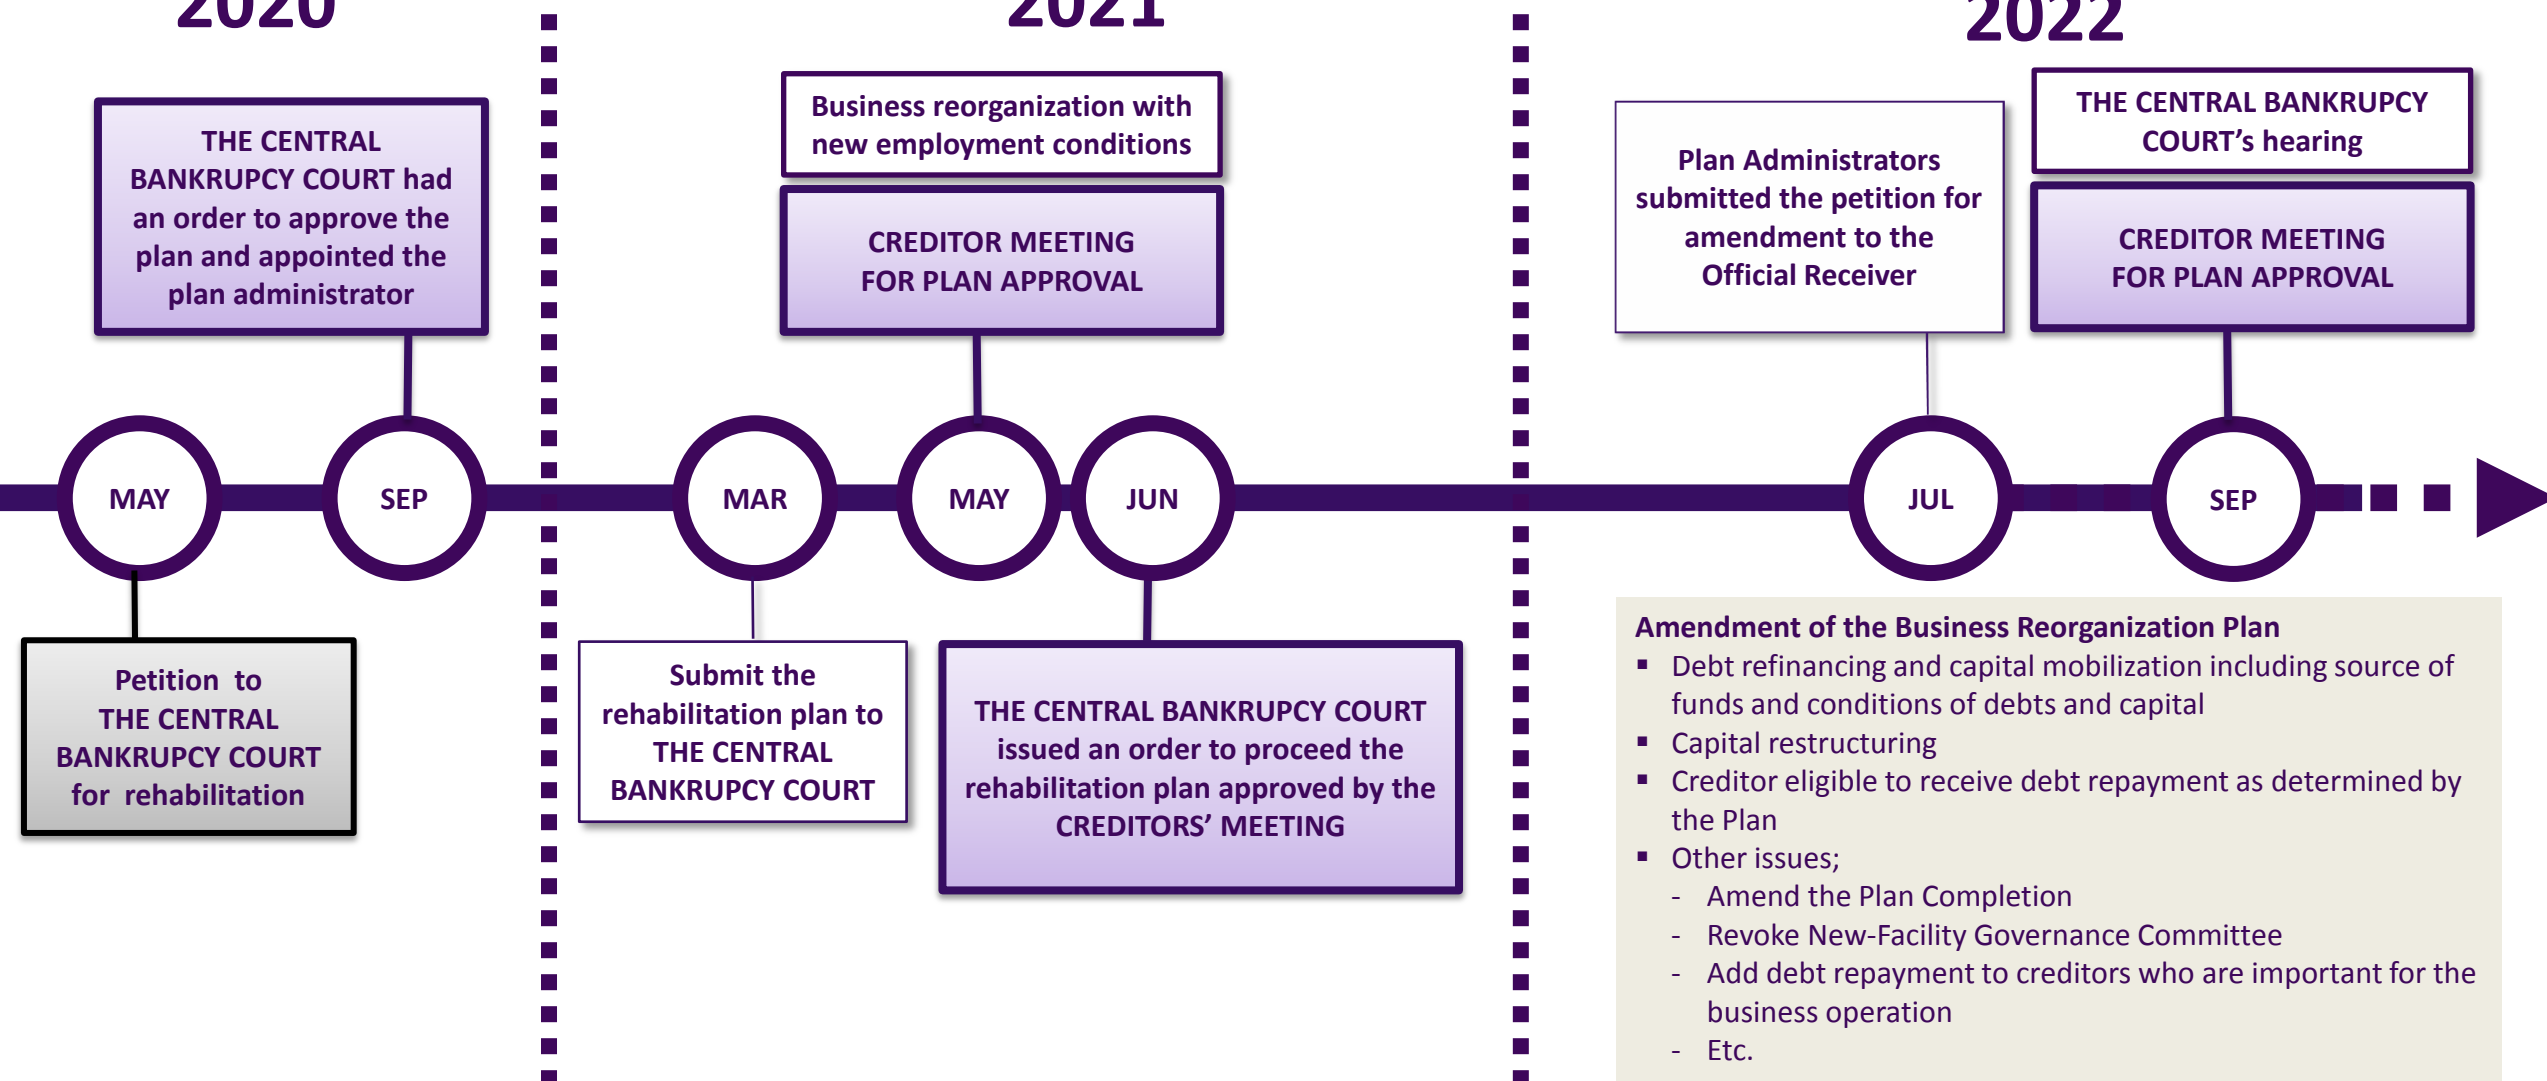 2020
THE CENTRAL
BANKRUPCY COURT had
an order to approve the
plan and appointed the
plan administrator
MAY
SEP
Petition to
THE CENTRAL
BANKRUPCY COURT
for rehabilitation
2021
Business reorganization with
new employment conditions
CREDITOR MEETING
FOR PLAN APPROVAL
MAR
MAY
JUN
Submit the
rehabilitation plan to
THE CENTRAL
BANKRUPCY COURT
THE CENTRAL BANKRUPCY COURT
issued an order to proceed the
rehabilitation plan approved by the
CREDITORS’ MEETING
2022
Plan Administrators
submitted the petition for
amendment to the
Official Receiver
THE CENTRAL BANKRUPCY
COURT’s hearing
CREDITOR MEETING
FOR PLAN APPROVAL
JUL
SEP
Amendment of the Business Reorganization Plan
▪ Debt refinancing and capital mobilization including source of
funds and conditions of debts and capital
▪ Capital restructuring
▪ Creditor eligible to receive debt repayment as determined by
the Plan
▪ Other issues;
- Amend the Plan Completion
- Revoke New-Facility Governance Committee
- Add debt repayment to creditors who are important for the
business operation
- Etc.